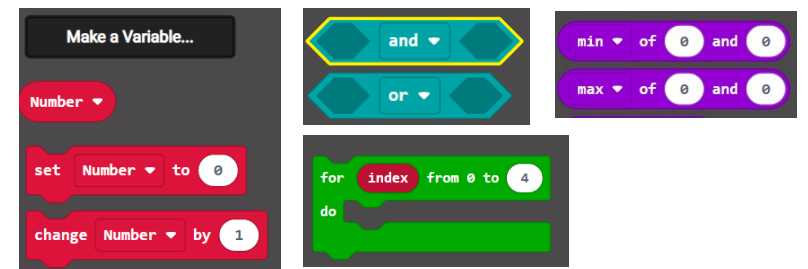 Make a Variable...
Number
set Number to 0
change Number by 1
and
or
for index from 0 to 4
do
min of 0 and 0
max of 0 and 0